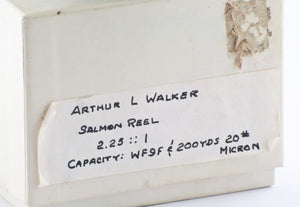 ARTHUR L WALKER
SALMON REEL
2.25 :: 1
CAPACITY: WF9F & 200YDS 20# MICRON